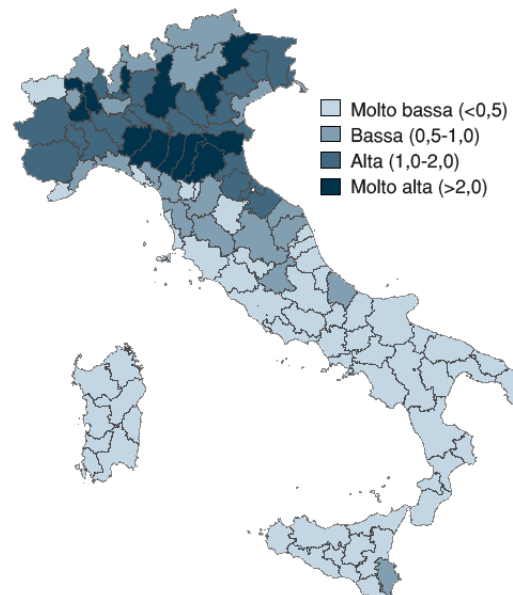 Molto bassa (<0,5)
Bassa (0,5-1,0)
Alta (1,0-2,0)
Molto alta (>2,0)